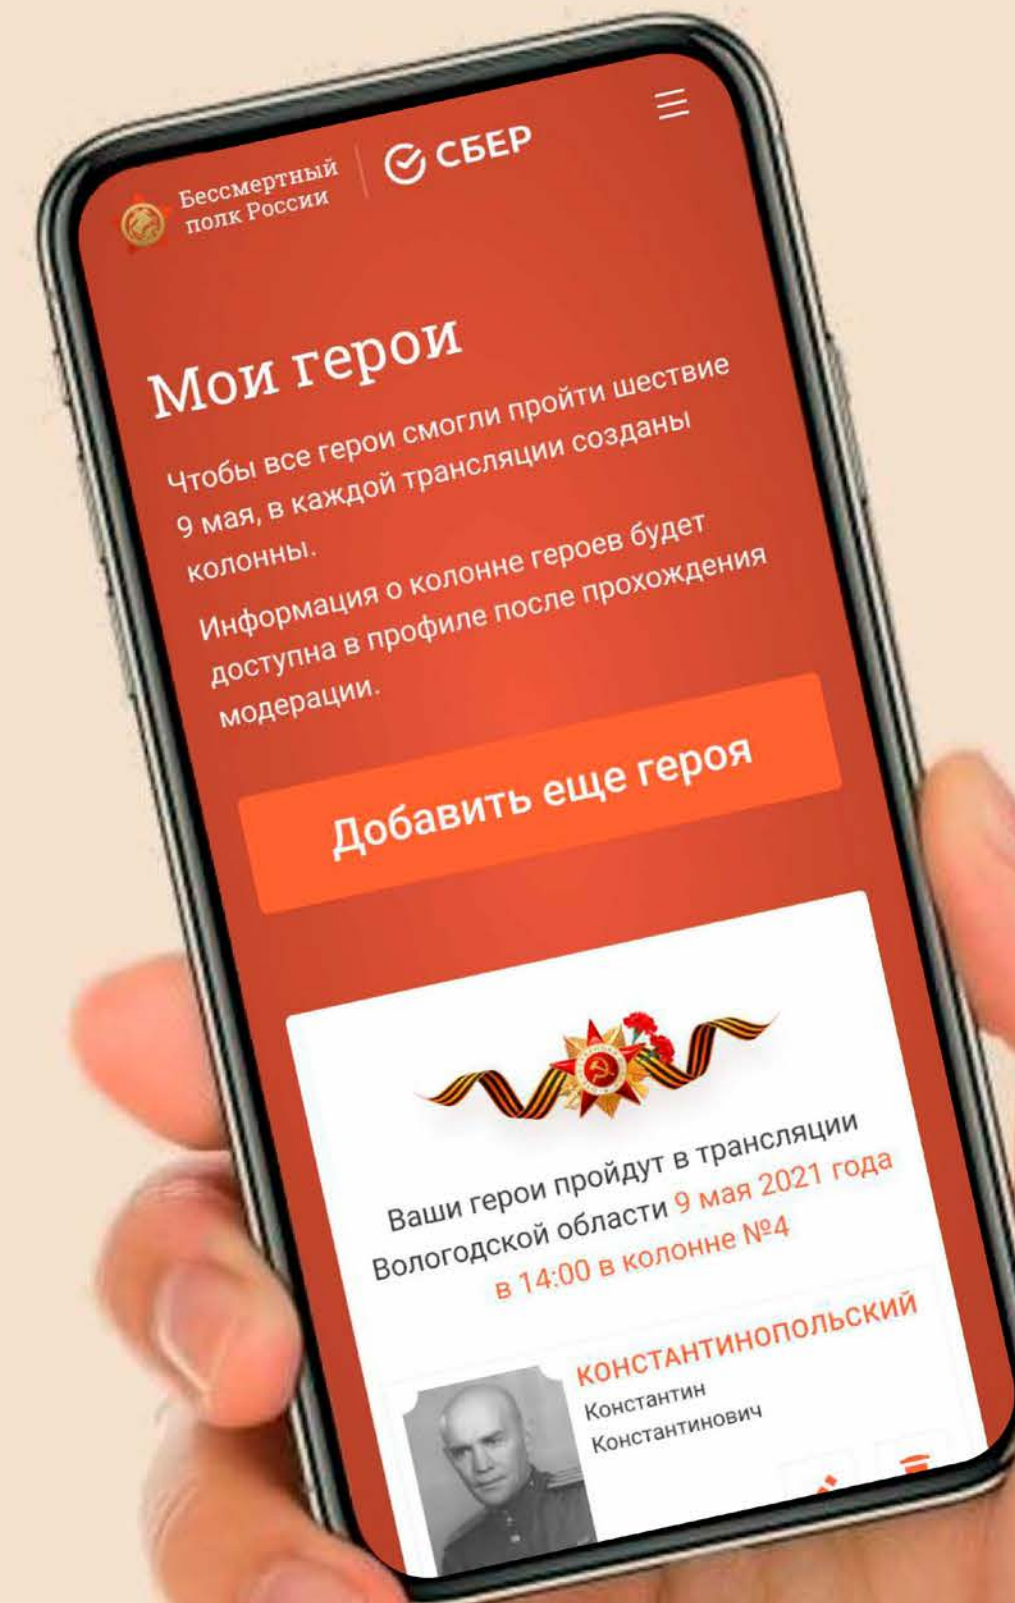 Бессмертный
полк России
СБЕР
Мои герои
Чтобы все герои смогли пройти шествие
9 мая, в каждой трансляции созданы
колонны.
Информация о колонне героев будет
доступна в профиле после прохождения
модерации.
Добавить еще героя
Ваши герои пройдут в трансляции
Вологодской области 9 мая 2021 года
в 14:00 в колонне №4
КОНСТАНТИНОПОЛЬСКИЙ
Константин
Константинович